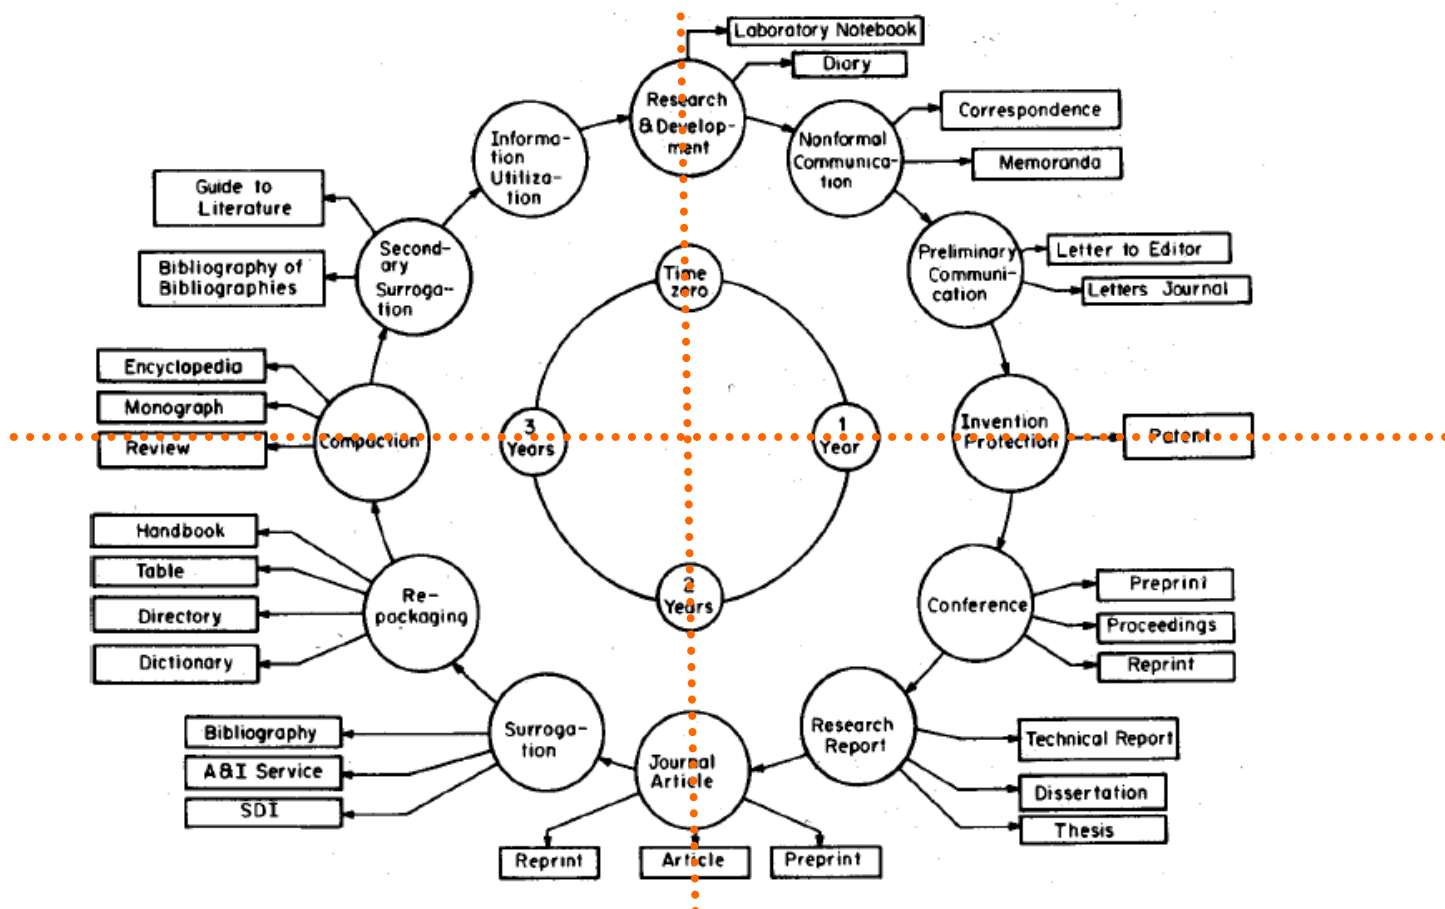 Laboratory Notebook
Diary
Research
& Develop-
ment
Informa-
tion
Utiliza-
tion
Nonformal
Communica-
tion
Correspondence
Memoranda
Guide to
Literature
Second-
ary
Surroga-
tion
Bibliography of
Bibliographies
Preliminary
Communi-
cation
Letter to Editor
Letters Journal
Time
zero
Encyclopedia
Monograph
Review
Compaction
3
Years
1
Year
Invention
Protection
Patent
Handbook
Table
Directory
Dictionary
Re-
packaging
2
Years
Conference
Preprint
Proceedings
Reprint
Bibliography
A&I Service
SDI
Surroga-
tion
Journal
Article
Research
Report
Technical Report
Dissertation
Thesis
Reprint
Article
Preprint